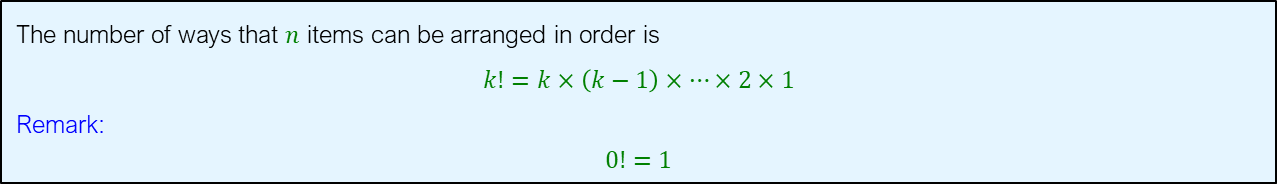 The number of ways that n items can be arranged in order is
k! = k × (k − 1) × ⋯ × 2 × 1
Remark:
0! = 1